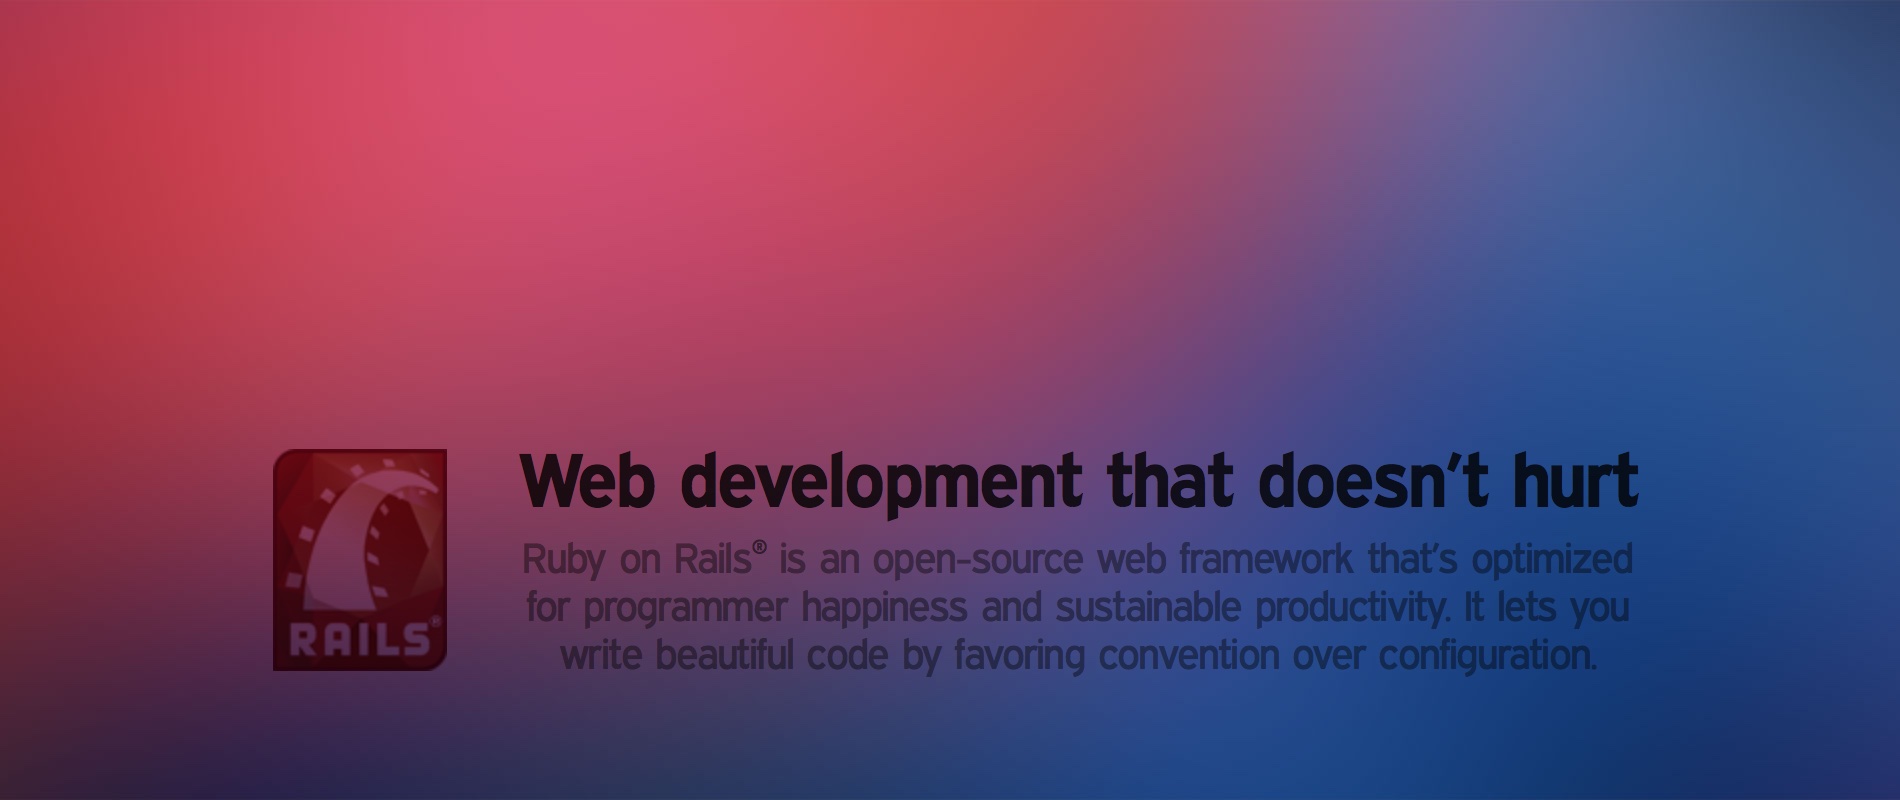 Web development that doesn’t hurt
Ruby on Rails® is an open-source web framework that’s optimized
for programmer happiness and sustainable productivity. It lets you
write beautiful code by favoring convention over configuration.
RAILS®